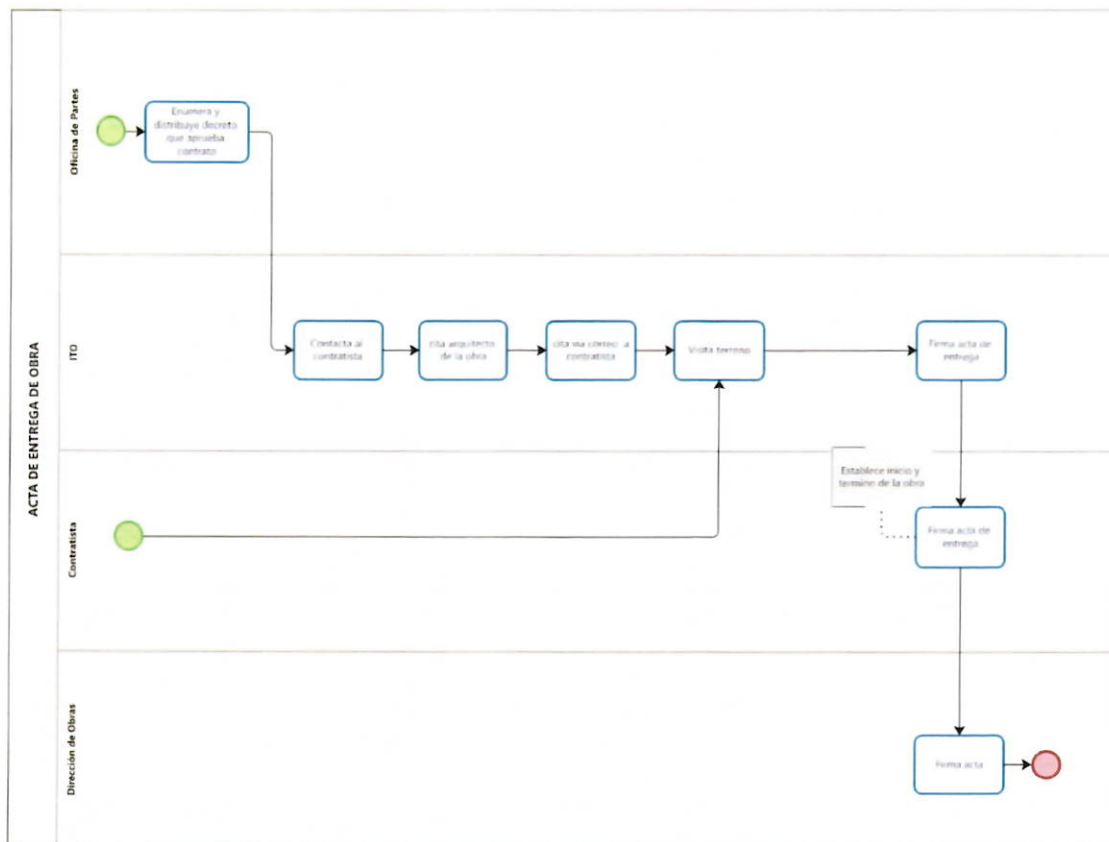 ACTA DE ENTREGA DE OBRA
Oficina de Partes
Enumera y
distribuye decreto
que aprueba
contrato
ITO
Contacta al
contratista
cita arquitecto
de la obra
cita via correo a
contratista
Visita terreno
Firma acta de
entrega
Contratista
Establece inicio y
termino de la obra
Firma acta de
entrega
Dirección de Obras
Firma acta